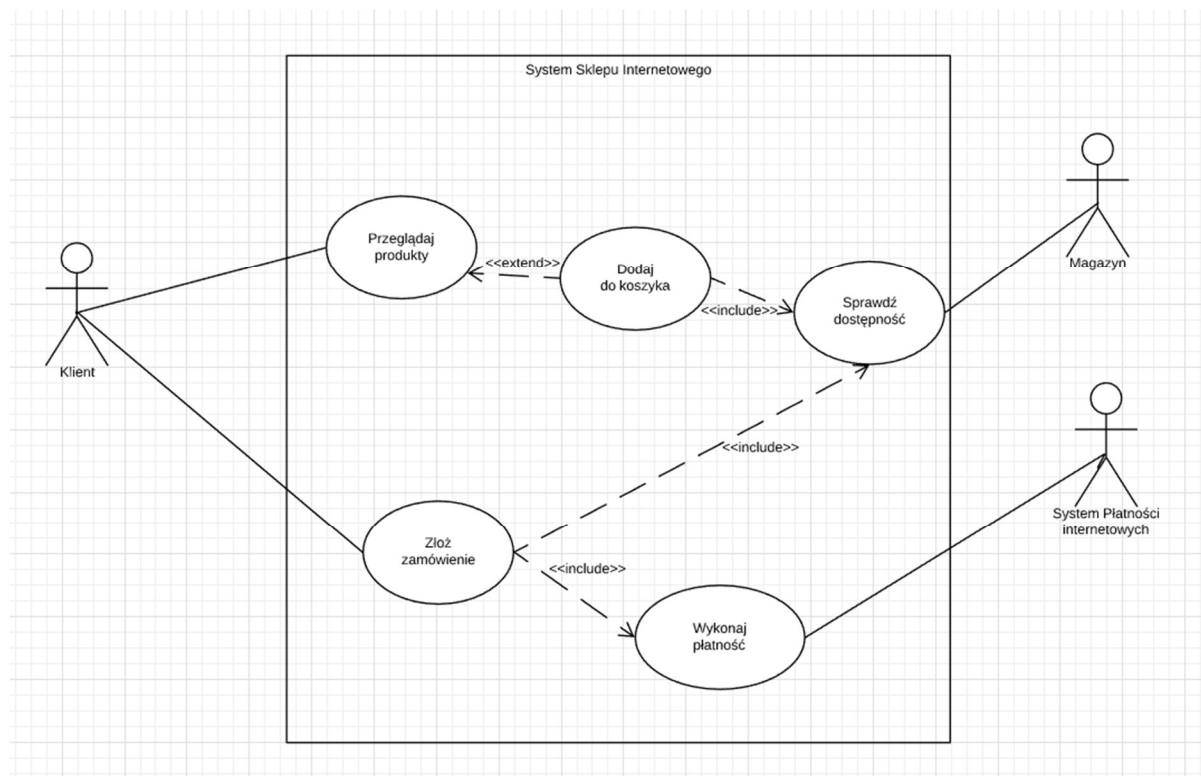 System Sklepu Internetowego
Przeglądaj
produkty
<<extend>>
Dodaj
do koszyka
<<include>>
Sprawdź
dostępność
Magazyn
Klient
<<include>>
System Płatności
internetowych
Złoż
zamówienie
<<include>>
Wykonaj
płatność